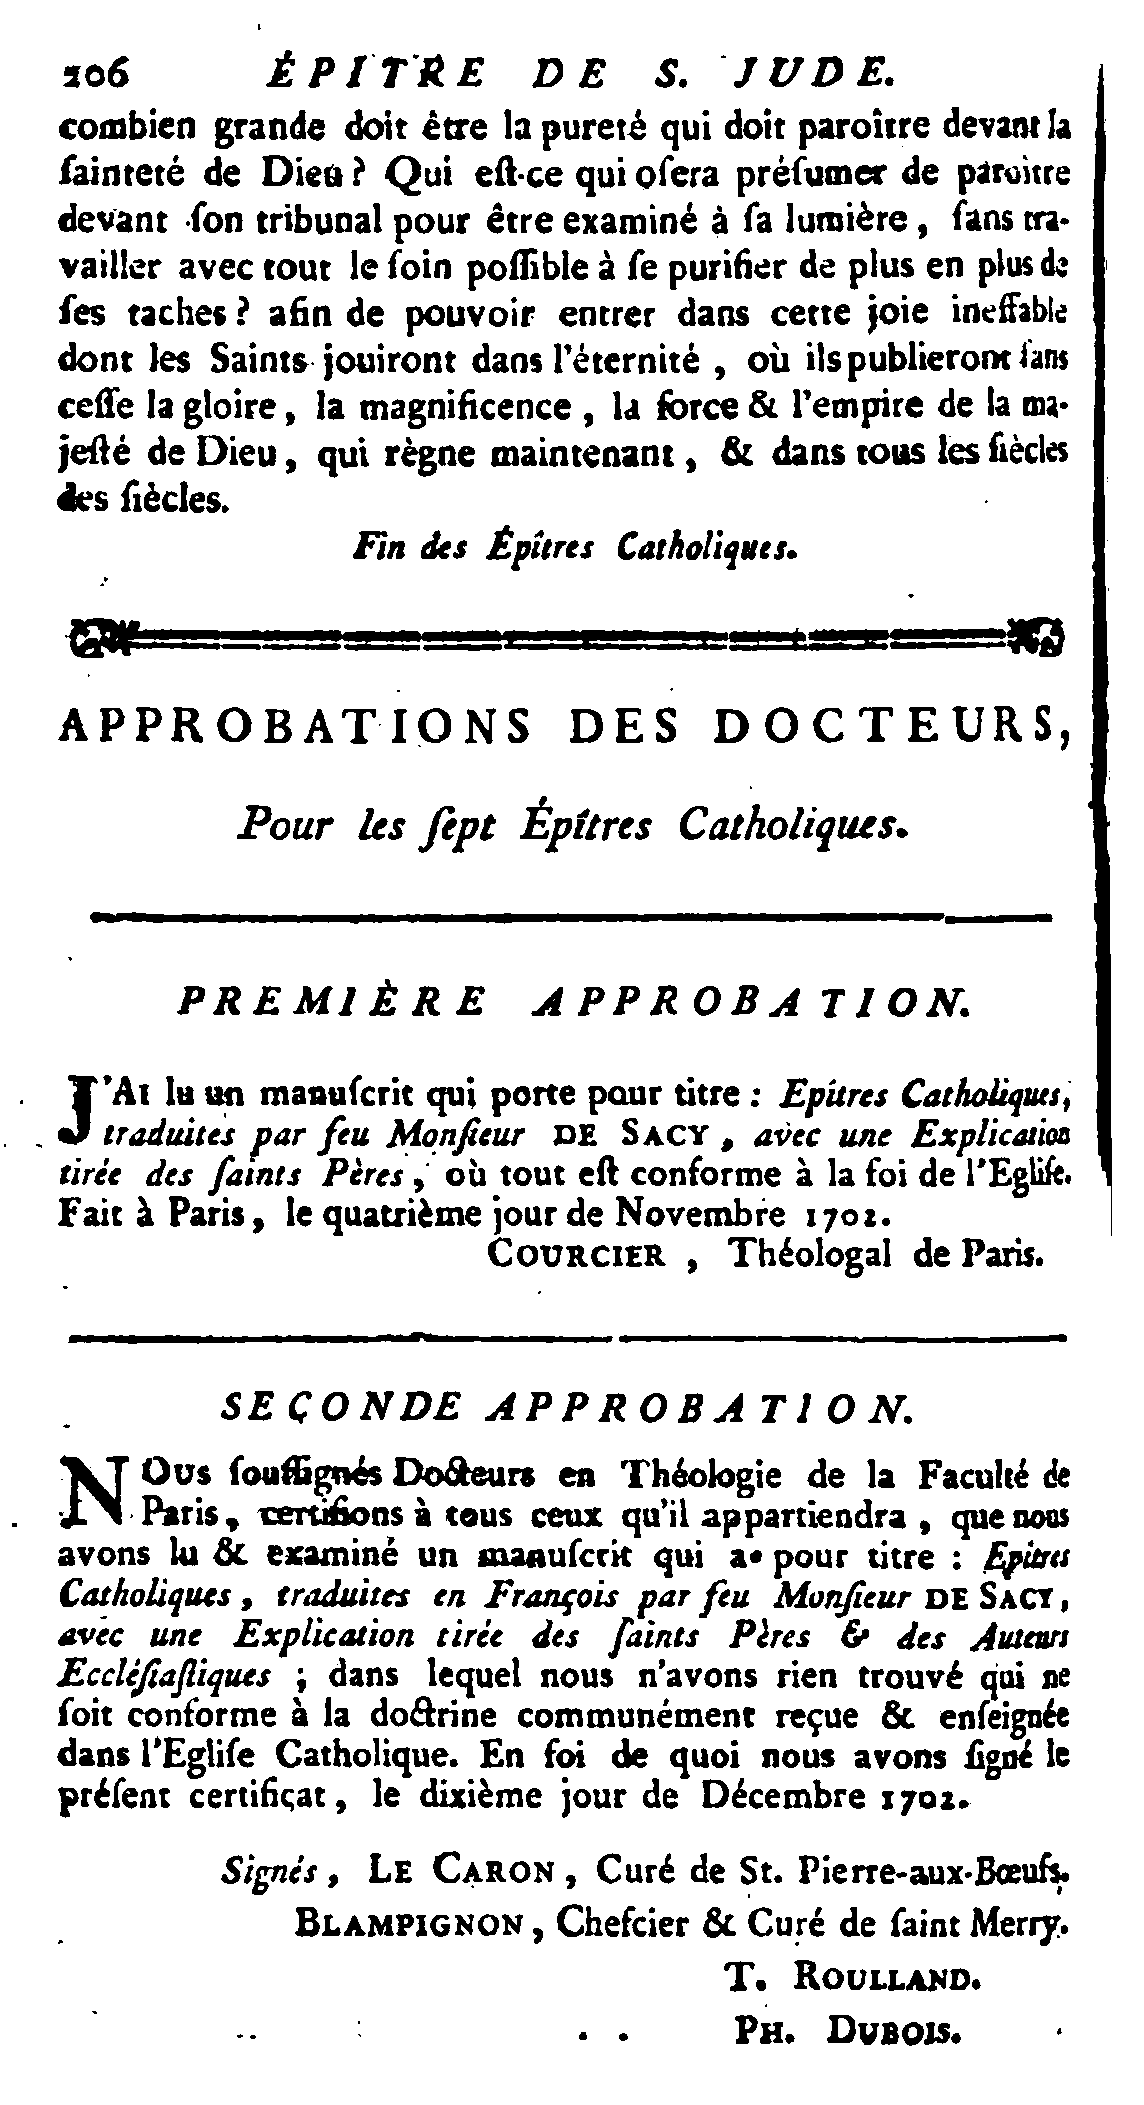 206 ÉPITRE DE S. JUDE.
combien grande doit être la pureté qui doit paroître devant la
ſainteté de Dieu ? Qui eſt-ce qui oſera préſumer de paroître
devant ſon tribunal pour être examiné à ſa lumière, ſans tra-
vailler avec tout le ſoin poſſible à ſe purifier de plus en plus de
ſes taches ? afin de pouvoir entrer dans cette joie ineffable
dont les Saints jouiront dans l'éternité, où ils publieront ſans
ceſſe la gloire, la magnificence, la force & l'empire de la ma-
jeſté de Dieu, qui règne maintenant, & dans tous les ſiècles
des ſiècles.
Fin des Épîtres Catholiques.
APPROBATIONS DES DOCTEURS,
Pour les ſept Épîtres Catholiques.
PREMIÈRE APPROBATION.
J'AI lu un manuſcrit qui porte pour titre : Epitres Catholiques,
traduites par feu Monſieur DE SACY, avec une Explication
tirée des ſaints Pères, où tout eſt conforme à la foi de l'Egliſe.
Fait à Paris, le quatrième jour de Novembre 1702.
COURCIER, Théologal de Paris.
SECONDE APPROBATION.
NOUS ſouſſignés Docteurs en Théologie de la Faculté de
Paris, certifions à tous ceux qu'il appartiendra, que nous
avons lu & examiné un manuſcrit qui a pour titre : Epitres
Catholiques, traduites en François par feu Monſieur DE SACY,
avec une Explication tirée des ſaints Pères & des Auteurs
Eccléſiaſtiques ; dans lequel nous n'avons rien trouvé qui ne
ſoit conforme à la doctrine communément reçue & enſeignée
dans l'Egliſe Catholique. En foi de quoi nous avons ſigné le
préſent certificat, le dixième jour de Décembre 1702.
Signés, LE CARON, Curé de St. Pierre-aux-Bœufs.
BLAMPIGNON, Cheſcier & Curé de ſaint Merry.
T. ROULLAND.
PH. DUBOIS.